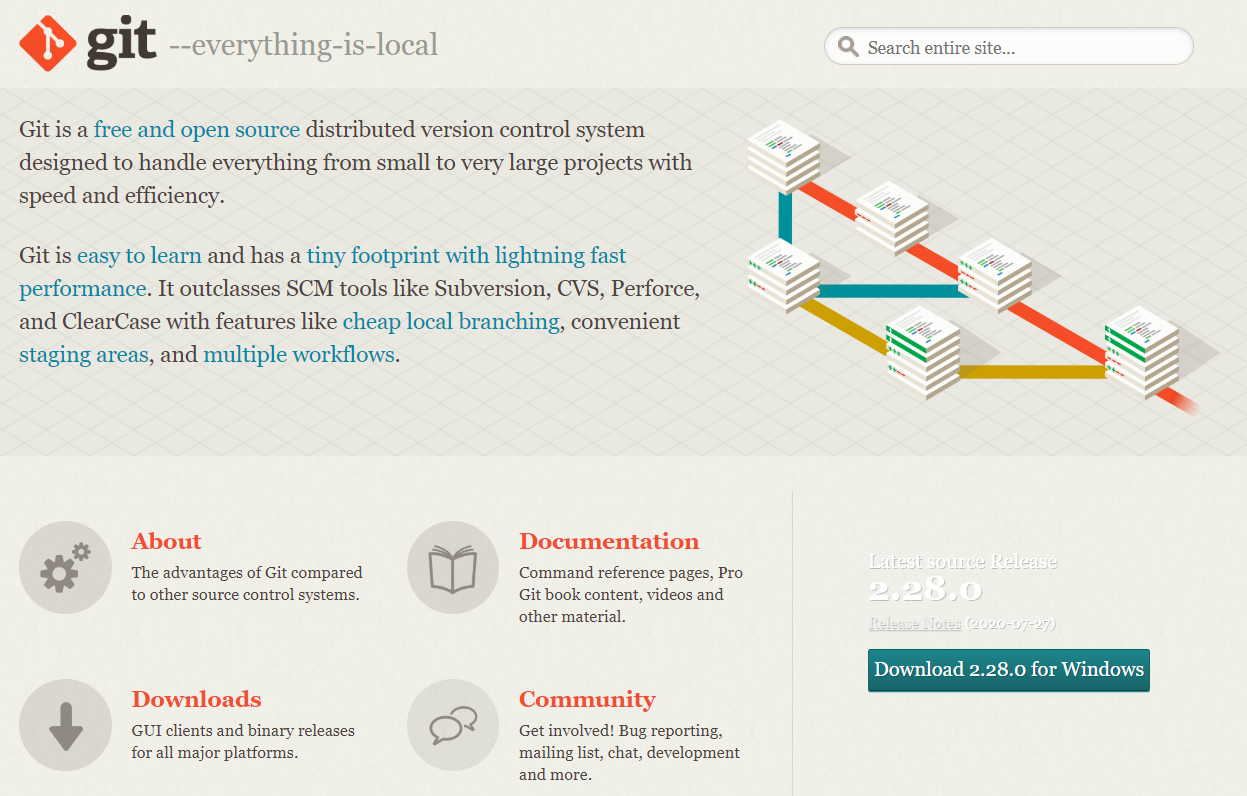 git --everything-is-local
Search entire site...
Git is a free and open source distributed version control system
designed to handle everything from small to very large projects with
speed and efficiency.
Git is easy to learn and has a tiny footprint with lightning fast
performance. It outclasses SCM tools like Subversion, CVS, Perforce,
and ClearCase with features like cheap local branching, convenient
staging areas, and multiple workflows.
About
The advantages of Git compared
to other source control systems.
Documentation
Command reference pages, Pro
Git book content, videos and
other material.
Downloads
GUI clients and binary releases
for all major platforms.
Community
Get involved! Bug reporting,
mailing list, chat, development
and more.
Latest source Release
2.28.0
Release Notes (2020-07-27)
Download 2.28.0 for Windows